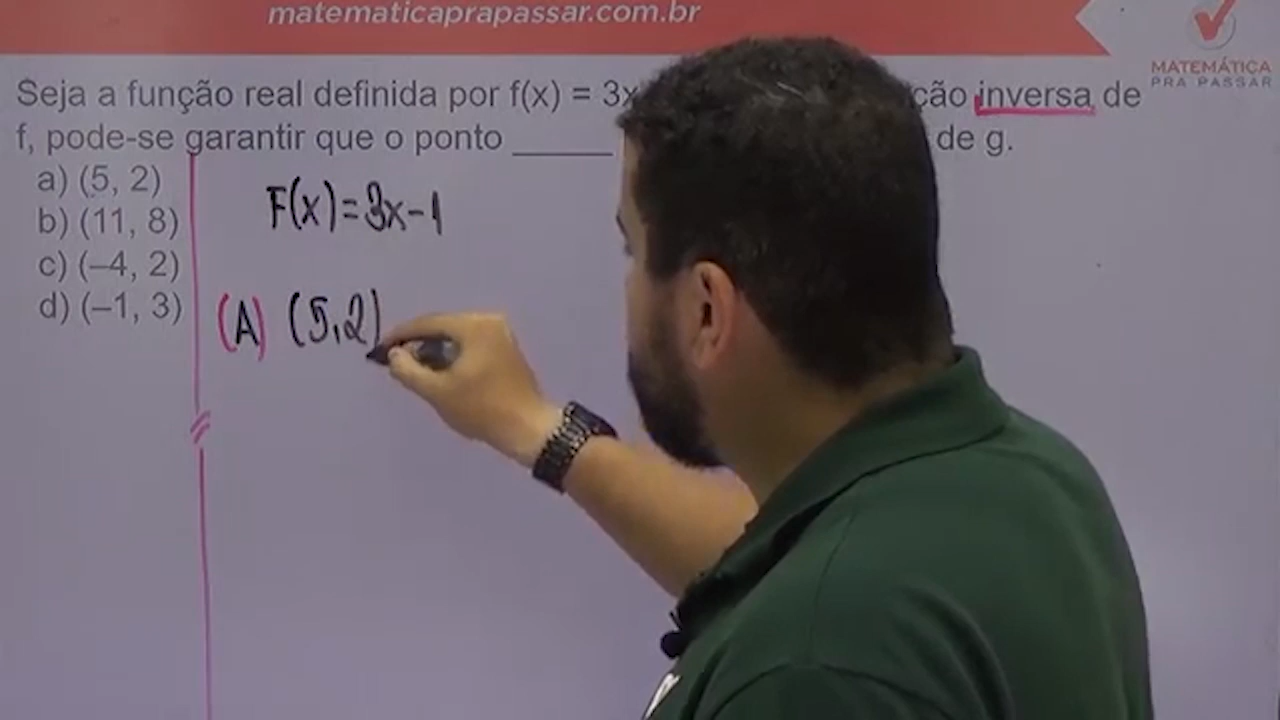 matematicaprapassar.com.br
MATEMÁTICA
PRA PASSAR
Seja a função real definida por f(x) = 3x inversa de
f, pode-se garantir que o ponto ______ de g.
a) (5, 2)
b) (11, 8)
c) (–4, 2)
d) (–1, 3)
F(x)=3x-1
(A) (5,2)